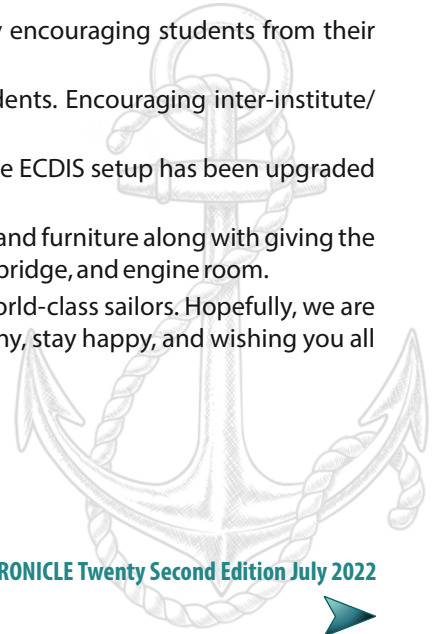 encouraging students from their
dents. Encouraging inter-institute/
e ECDIS setup has been upgraded
and furniture along with giving the
bridge, and engine room.
orld-class sailors. Hopefully, we are
hy, stay happy, and wishing you all
RONICLE Twenty Second Edition July 2022